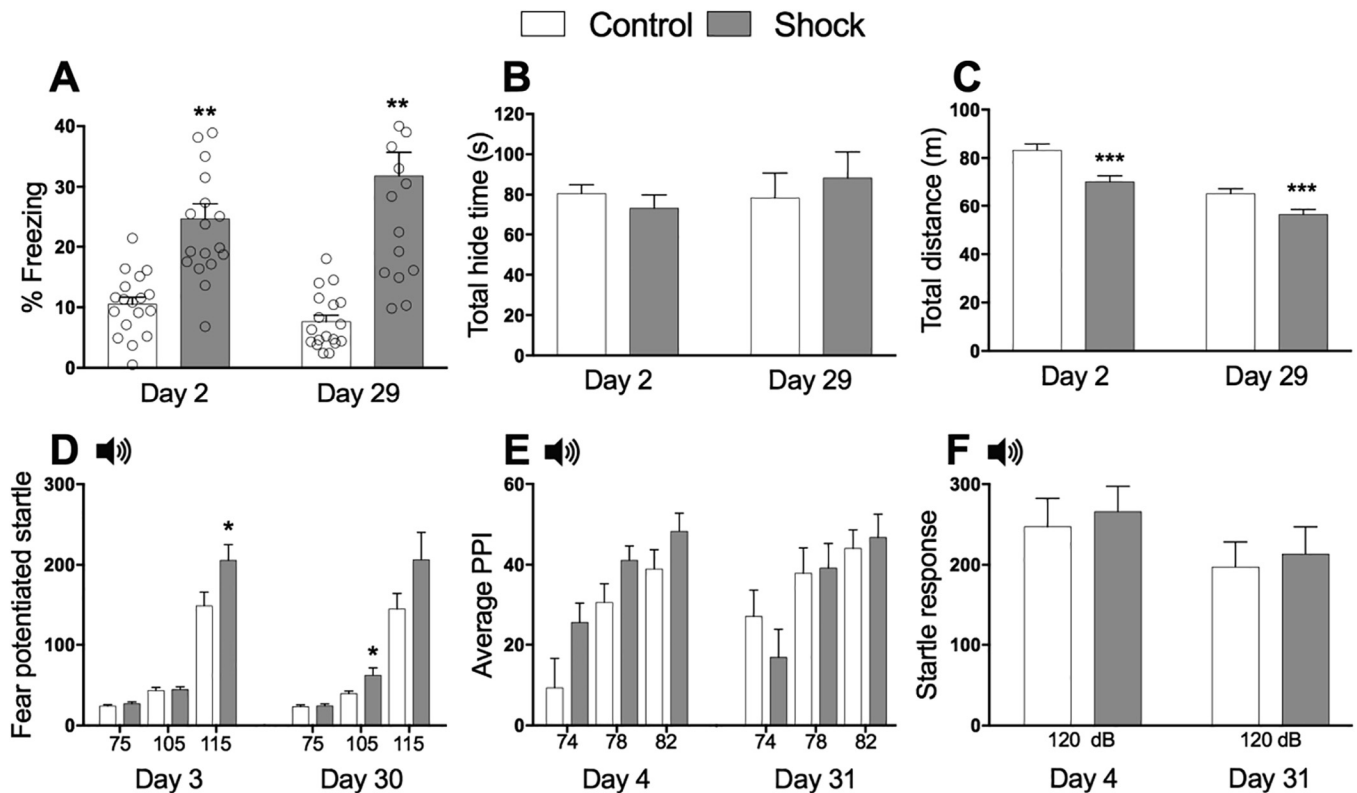 Control Shock
A
** **
% Freezing
40
30
20
10
0
Day 2 Day 29
B
Total hide time (s)
120
100
80
60
40
20
0
Day 2 Day 29
C
*** ***
Total distance (m)
100
80
60
40
20
0
Day 2 Day 29
D
* * 
Fear potentiated startle
300
200
100
0
75 105 115 75 105 115
Day 3 Day 30
E
Average PPI
60
40
20
0
74 78 82 74 78 82
Day 4 Day 31
F
Startle response
300
200
100
0
120 dB 120 dB
Day 4 Day 31